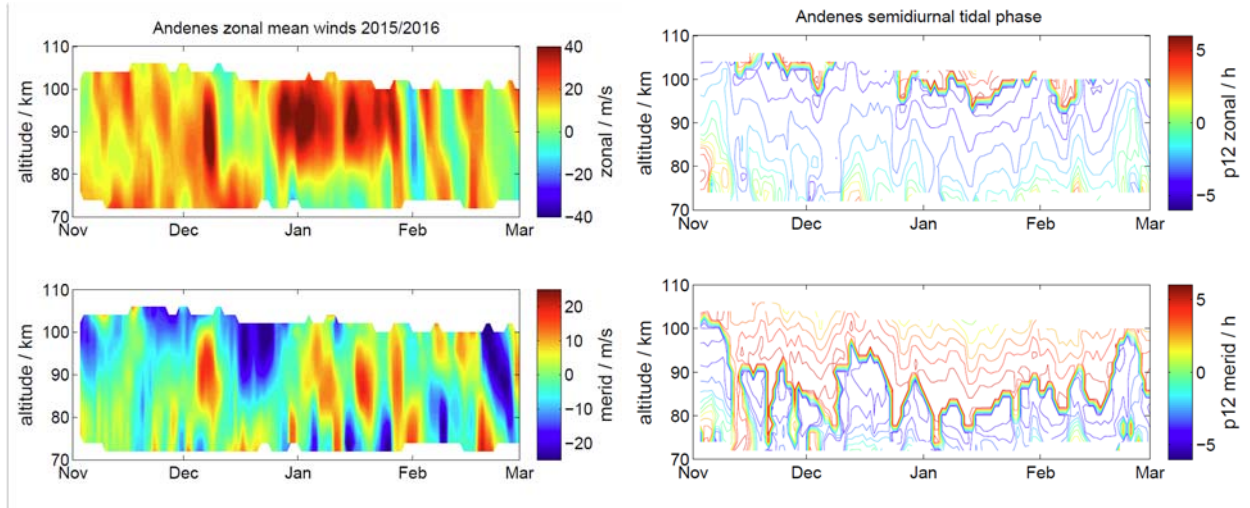 Andenes zonal mean winds 2015/2016
110
100
90
80
70
altitude / km
Nov Dec Jan Feb Mar
40
20
0
−20
−40
zonal / m/s
Andenes semidiurnal tidal phase
110
100
90
80
70
altitude / km
Nov Dec Jan Feb Mar
5
0
−5
p12 zonal / h
110
100
90
80
70
altitude / km
Nov Dec Jan Feb Mar
20
10
0
−10
−20
merid / m/s
110
100
90
80
70
altitude / km
Nov Dec Jan Feb Mar
5
0
−5
p12 merid / h